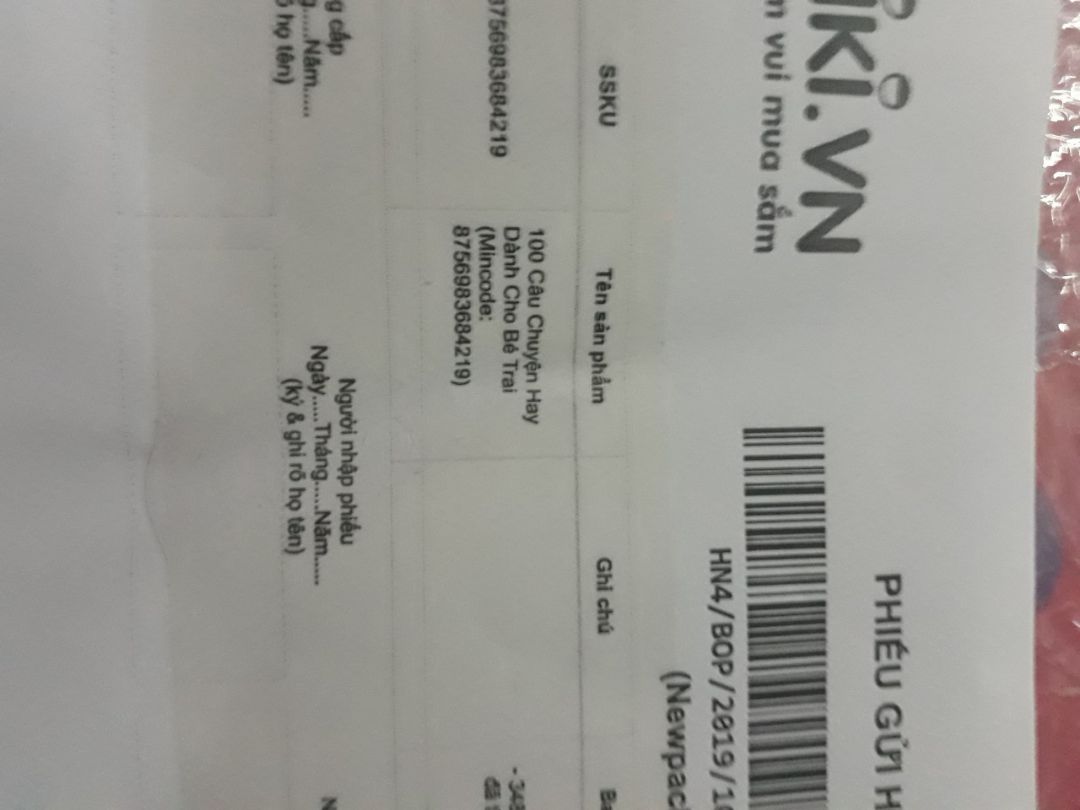 IKI.VN
vui mua sắm
PHIẾU GỬI H
HN4/BOP/2019/1
(Newpac
SSKU
Tên sản phẩm
Ghi chú
8756983684219
100 Câu Chuyện Hay
Dành Cho Bé Trai
(Mincode:
8756983684219)
g cấp
g.....Năm.....
õ họ tên)
Người nhập phiếu
Ngày.....Tháng.....Năm.....
(ký & ghi rõ họ tên)